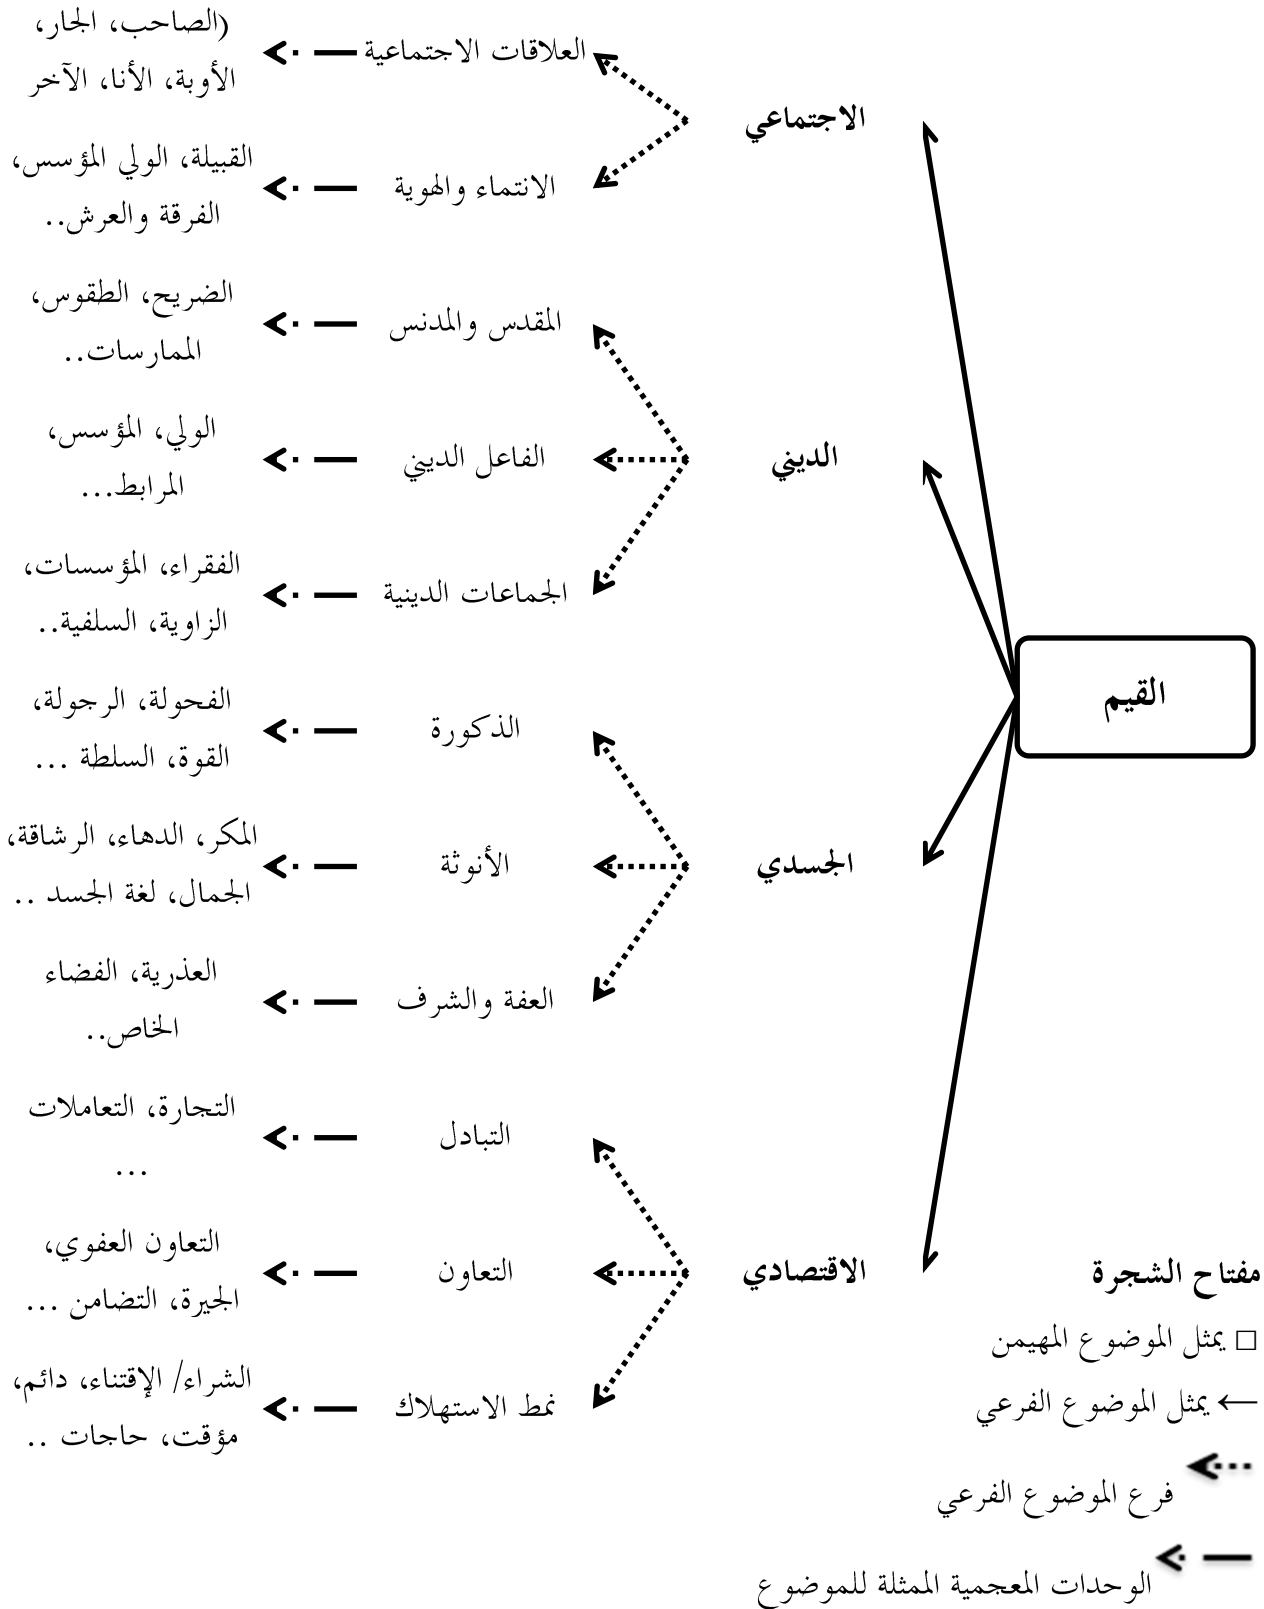 القيم
الاجتماعي
العلاقات الاجتماعية
(الصاحب، الجار،
الأوبة، الأنا، الآخر
الانتماء والهوية
القبيلة، الولي المؤسس،
الفرقة والعرش..
الديني
المقدس والمدنس
الضريح، الطقوس،
الممارسات..
الفاعل الديني
الولي، المؤسس،
المرابط...
الجماعات الدينية
الفقراء، المؤسسات،
الزاوية، السلفية..
الجسدي
الذكورة
الفحولة، الرجولة،
القوة، السلطة ...
الأنوثة
المكر، الدهاء، الرشاقة،
الجمال، لغة الجسد ..
العفة والشرف
العذرية، الفضاء
الخاص..
الاقتصادي
التبادل
التجارة، التعاملات
...
التعاون
التعاون العفوي،
الجيرة، التضامن ...
نمط الاستهلاك
الشراء/ الإقتناء، دائم،
مؤقت، حاجات ..
مفتاح الشجرة
□ يمثل الموضوع المهيمن
← يمثل الموضوع الفرعي
فرع الموضوع الفرعي
الوحدات المعجمية الممثلة للموضوع